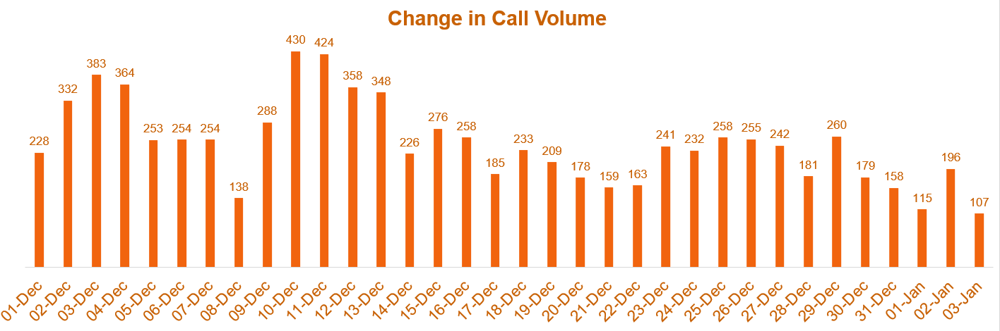 Change in Call Volume
228 332 383 364 253 254 254 138 288 430 424 358 348 226 276 258 185 233 209 178 159 163 241 232 258 255 242 181 260 179 158 115 196 107
01-Dec 02-Dec 03-Dec 04-Dec 05-Dec 06-Dec 07-Dec 08-Dec 09-Dec 10-Dec 11-Dec 12-Dec 13-Dec 14-Dec 15-Dec 16-Dec 17-Dec 18-Dec 19-Dec 20-Dec 21-Dec 22-Dec 23-Dec 24-Dec 25-Dec 26-Dec 27-Dec 28-Dec 29-Dec 30-Dec 31-Dec 01-Jan 02-Jan 03-Jan